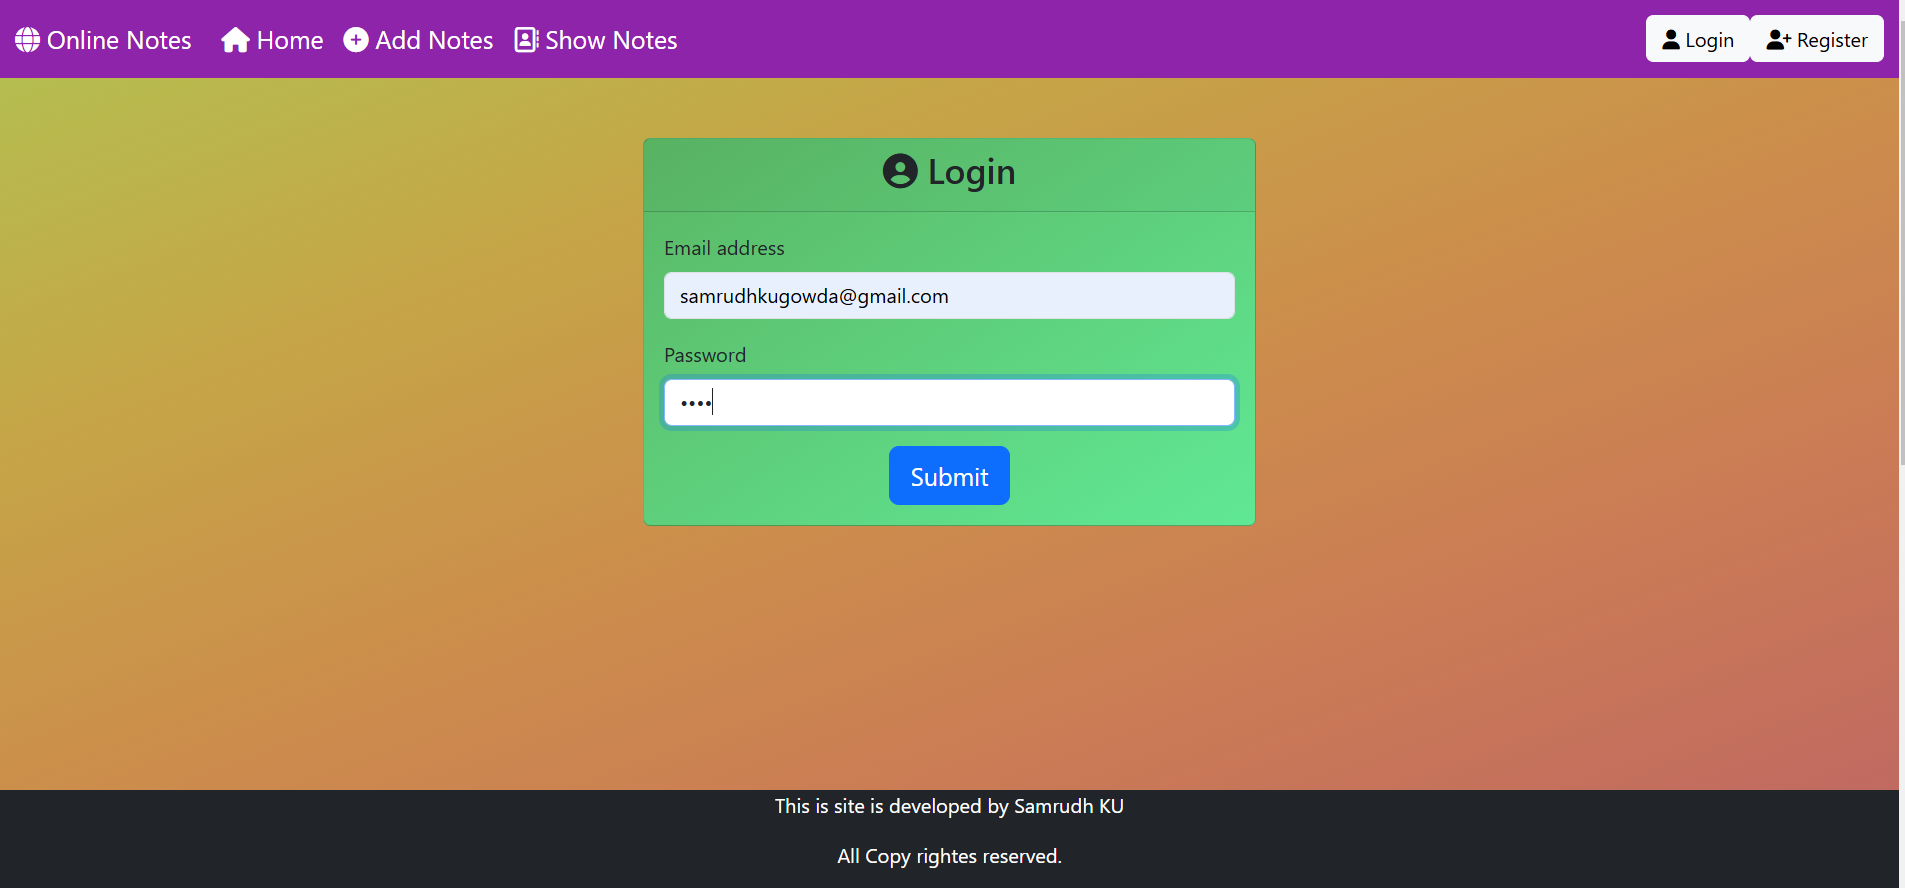 Online Notes Home Add Notes Show Notes Login Register
Login
Email address
samrudhkugowda@gmail.com
Password
••••
Submit
This is site is developed by Samrudh KU
All Copy rightes reserved.